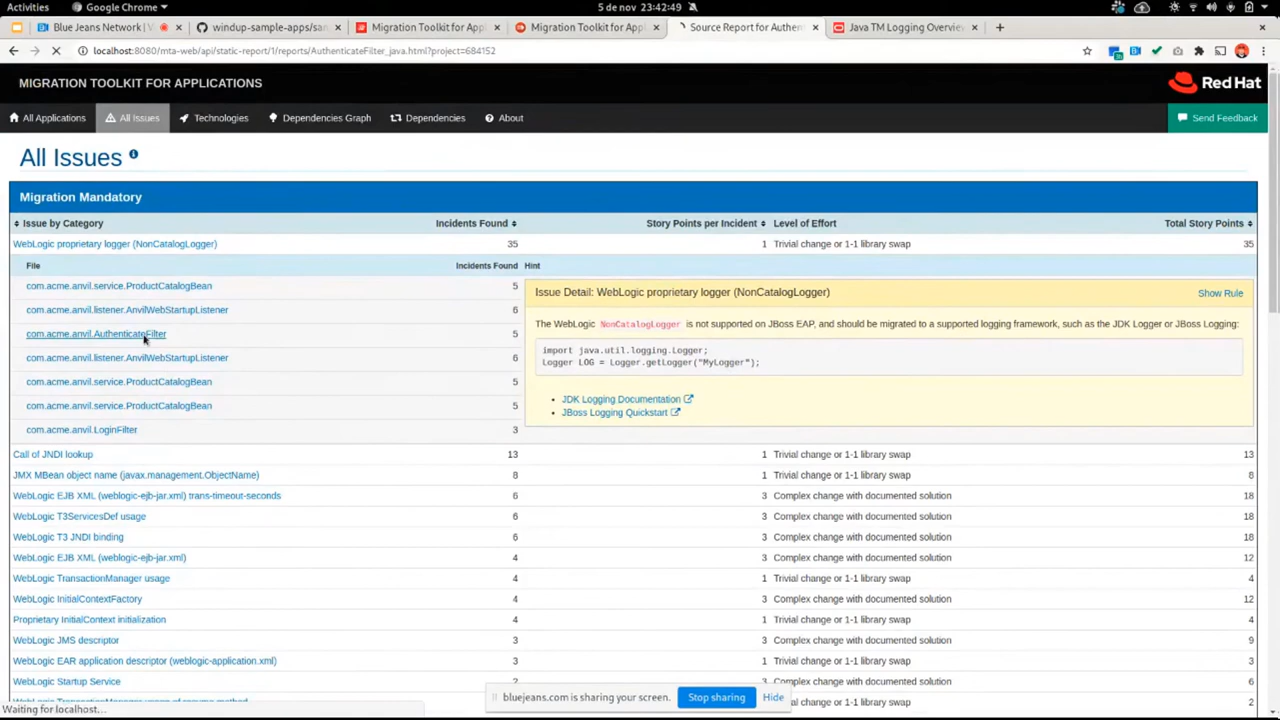 Activities
Google Chrome
5 de nov 23:42:49
Blue Jeans Network | V
windup-sample-apps/san
Migration Toolkit for Appl
Migration Toolkit for Appl
Source Report for Authent
Java TM Logging Overvie
localhost:8080/mta-web/api/static-report/1/reports/AuthenticateFilter_java.html?project=684152
MIGRATION TOOLKIT FOR APPLICATIONS
Red Hat
All Applications
All Issues
Technologies
Dependencies Graph
Dependencies
About
Send Feedback
All Issues
Migration Mandatory
Issue by Category Incidents Found Story Points per Incident Level of Effort Total Story Points
WebLogic proprietary logger (NonCatalogLogger) 35 1 Trivial change or 1-1 library swap 35
File Incidents Found Hint
com.acme.anvil.service.ProductCatalogBean 5
com.acme.anvil.listener.AnvilWebStartupListener 6
com.acme.anvil.AuthenticateFilter 5
com.acme.anvil.listener.AnvilWebStartupListener 6
com.acme.anvil.service.ProductCatalogBean 5
com.acme.anvil.service.ProductCatalogBean 5
com.acme.anvil.LoginFilter 3
Issue Detail: WebLogic proprietary logger (NonCatalogLogger) Show Rule
The WebLogic NonCatalogLogger is not supported on JBoss EAP, and should be migrated to a supported logging framework, such as the JDK Logger or JBoss Logging:
import java.util.logging.Logger;
Logger LOG = Logger.getLogger("MyLogger");
JDK Logging Documentation
JBoss Logging Quickstart
Call of JNDI lookup 13 1 Trivial change or 1-1 library swap 13
JMX MBean object name (javax.management.ObjectName) 8 1 Trivial change or 1-1 library swap 8
WebLogic EJB XML (weblogic-ejb-jar.xml) trans-timeout-seconds 6 3 Complex change with documented solution 18
WebLogic T3ServicesDef usage 6 3 Complex change with documented solution 18
WebLogic T3 JNDI binding 6 3 Complex change with documented solution 18
WebLogic EJB XML (weblogic-ejb-jar.xml) 4 3 Complex change with documented solution 12
WebLogic TransactionManager usage 4 1 Trivial change or 1-1 library swap 4
WebLogic InitialContextFactory 4 3 Complex change with documented solution 12
Proprietary InitialContext initialization 4 1 Trivial change or 1-1 library swap 4
WebLogic JMS descriptor 3 3 Complex change with documented solution 9
WebLogic EAR application descriptor (weblogic-application.xml) 3 1 Trivial change or 1-1 library swap 3
WebLogic Startup Service 2 3 Complex change with documented solution 6
WebLogic TransactionManager usage of resume method library swap 2
bluejeans.com is sharing your screen. Stop sharing Hide
Waiting for localhost...